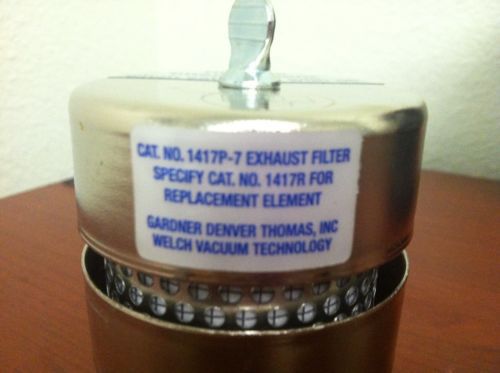 CAT. NO. 1417P-7 EXHAUST FILTER
SPECIFY CAT. NO. 1417R FOR
REPLACEMENT ELEMENT
GARDNER DENVER THOMAS, INC
WELCH VACUUM TECHNOLOGY